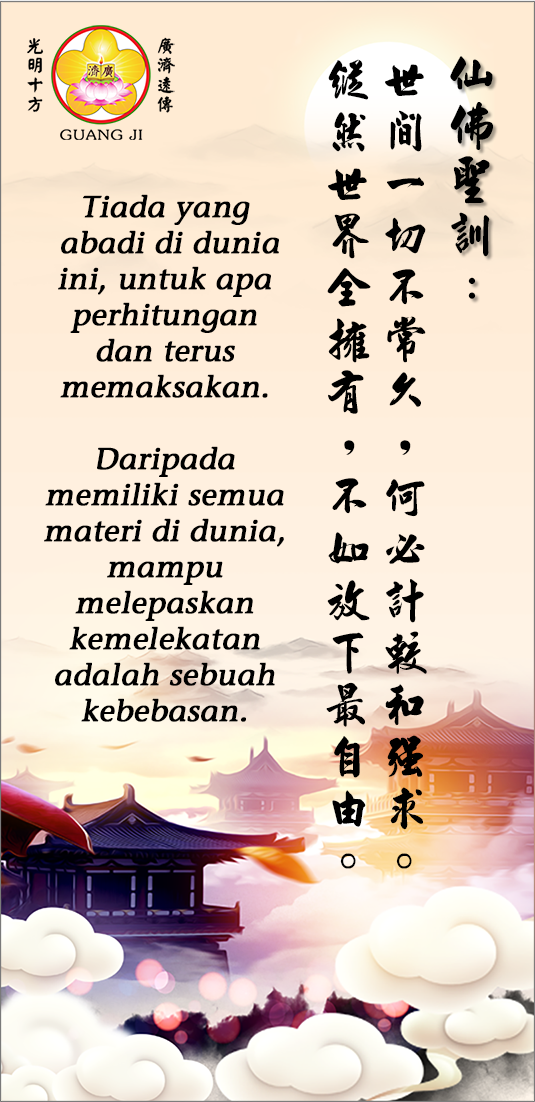 光明十方
廣濟
廣濟遠傳
GUANG JI
仙佛聖訓：
世間一切不常久，何必計較和强求。
縱然世界全擁有，不如放下最自由。
Tiada yang
abadi di dunia
ini, untuk apa
perhitungan
dan terus
memaksakan.
Daripada
memiliki semua
materi di dunia,
mampu
melepaskan
kemelekatan
adalah sebuah
kebebasan.